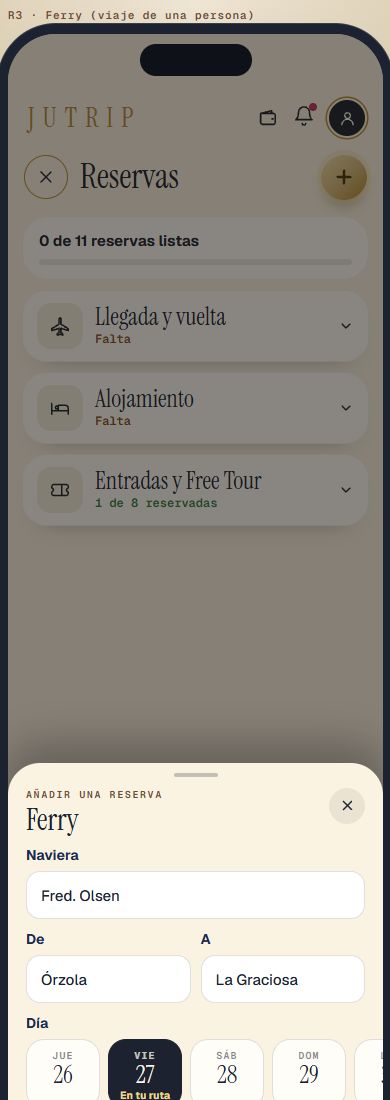 R3 · Ferry (viaje de una persona)
JUTRIP
Reservas
0 de 11 reservas listas
Llegada y vuelta
Falta
Alojamiento
Falta
Entradas y Free Tour
1 de 8 reservadas
AÑADIR UNA RESERVA
Ferry
Naviera
Fred. Olsen
De A
Órzola La Graciosa
Día
JUE VIE SÁB DOM
26 27 28 29
En tu ruta